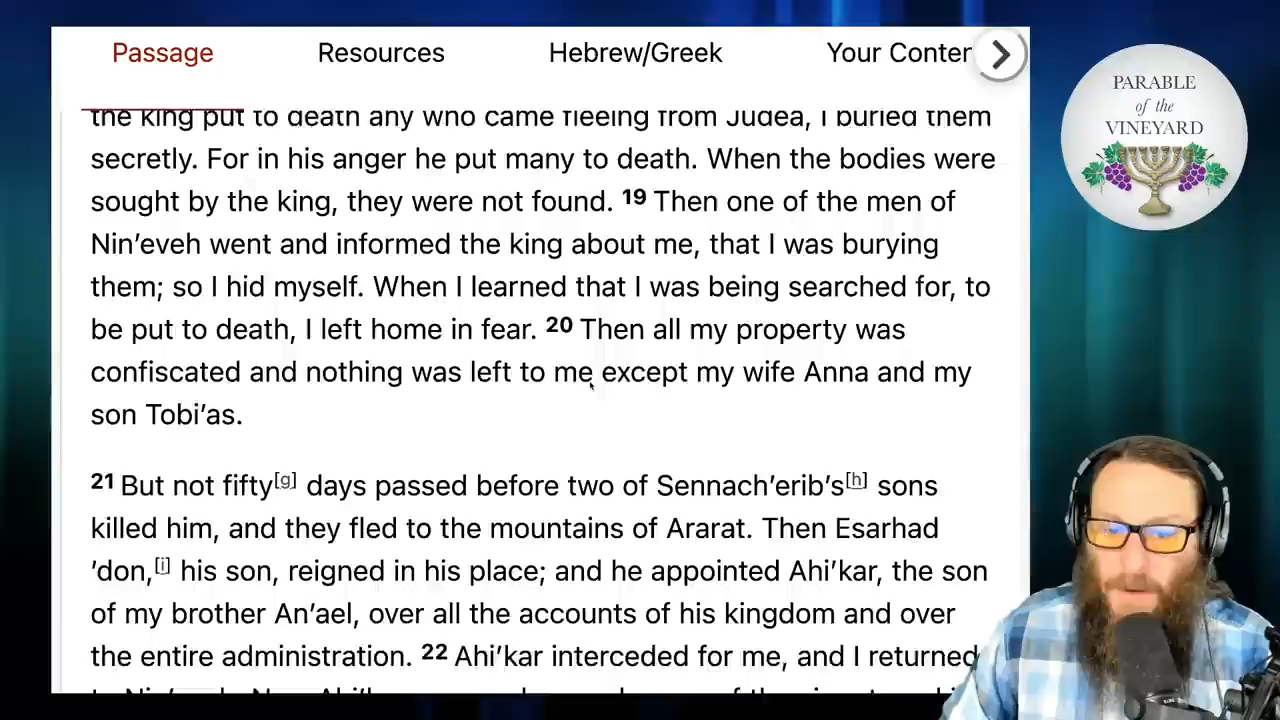 Passage Resources Hebrew/Greek Your Conter
the king put to death any who came fleeing from Judea, I buried them
secretly. For in his anger he put many to death. When the bodies were
sought by the king, they were not found. 19 Then one of the men of
Nin’eveh went and informed the king about me, that I was burying
them; so I hid myself. When I learned that I was being searched for, to
be put to death, I left home in fear. 20 Then all my property was
confiscated and nothing was left to me except my wife Anna and my
son Tobi’as.
21 But not fifty[g] days passed before two of Sennach’erib’s[h] sons
killed him, and they fled to the mountains of Ararat. Then Esarhad
’don,[i] his son, reigned in his place; and he appointed Ahi’kar, the son
of my brother An’ael, over all the accounts of his kingdom and over
the entire administration. 22 Ahi’kar interceded for me, and I returned
PARABLE
of the
VINEYARD